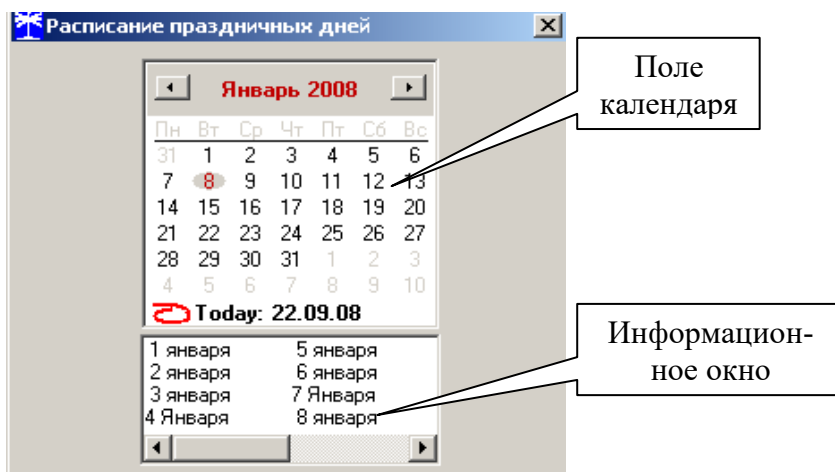 Расписание праздничных дней
Январь 2008
Пн Вт Ср Чт Пт Сб Вс
31 1 2 3 4 5 6
7 8 9 10 11 12 13
14 15 16 17 18 19 20
21 22 23 24 25 26 27
28 29 30 31 1 2 3
4 5 6 7 8 9 10
Today: 22.09.08
1 января 5 января
2 января 6 января
3 января 7 Января
4 Января 8 января
Поле
календаря
Информацион-
ное окно